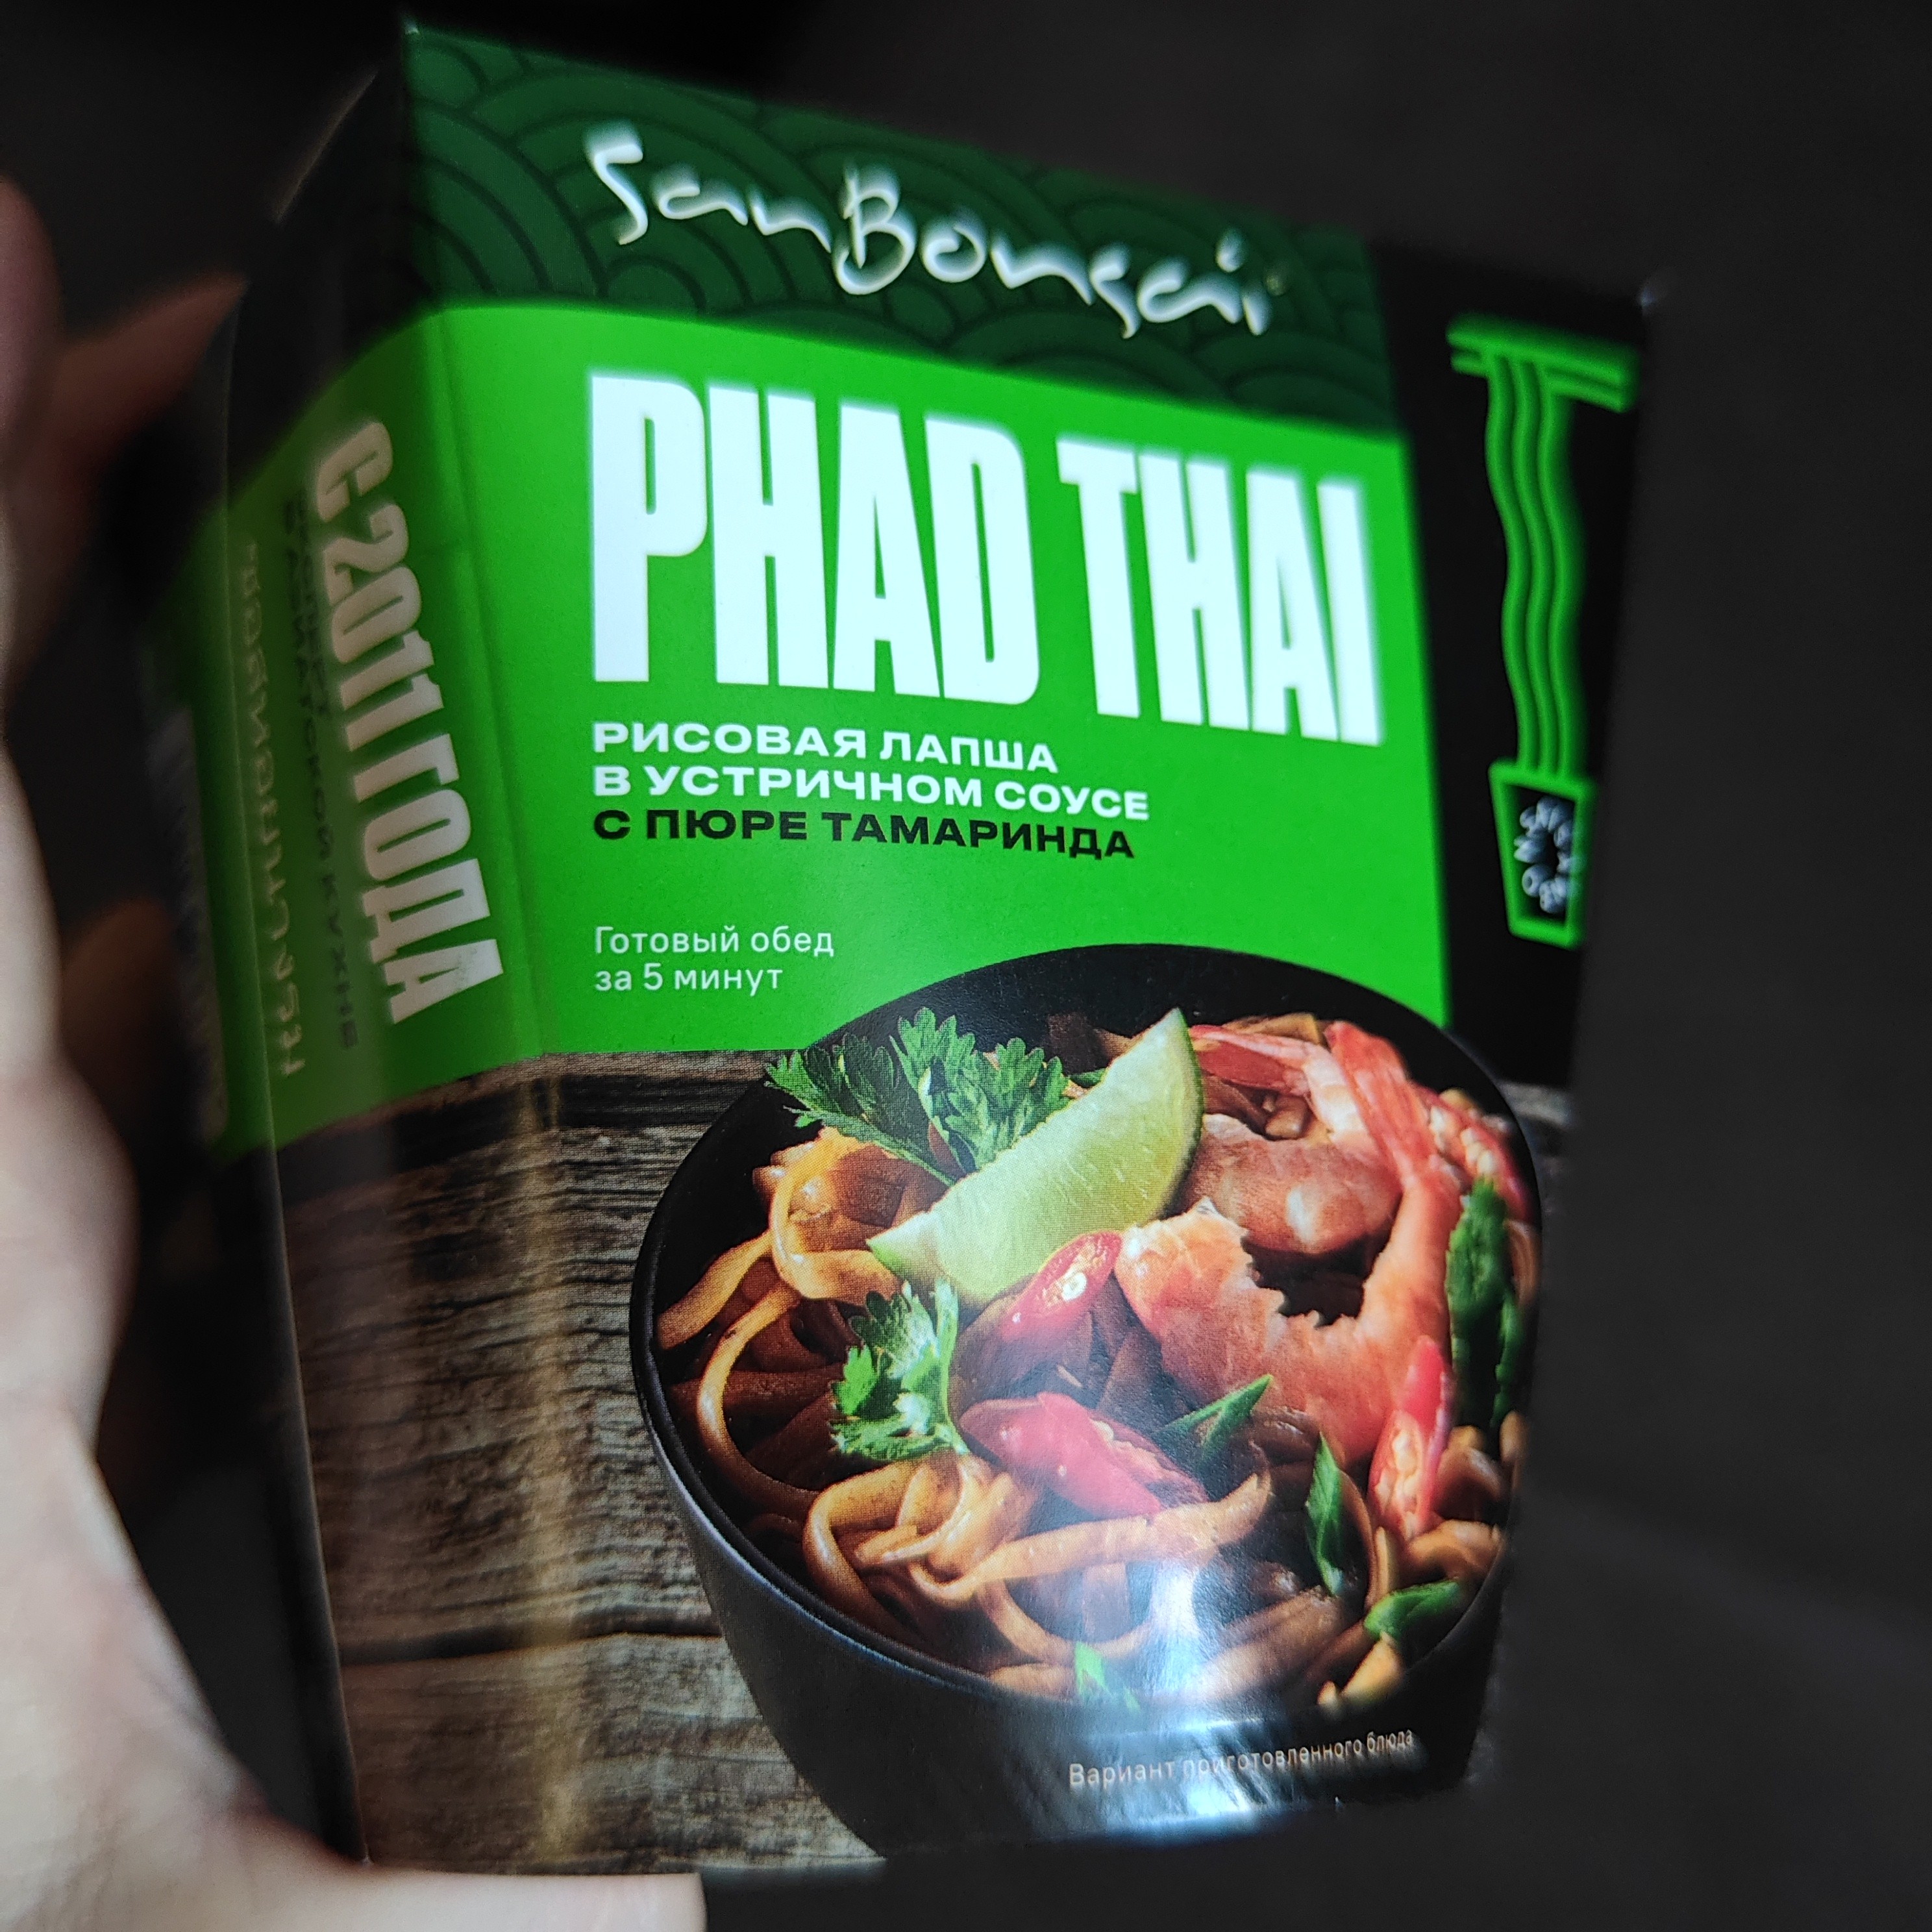 SanBonsai
PHAD THAI
РИСОВАЯ ЛАПША
В УСТРИЧНОМ СОУСЕ
С ПЮРЕ ТАМАРИНДА
Готовый обед
за 5 минут
Вариант приготовленного блюда
С 2011 ГОДА